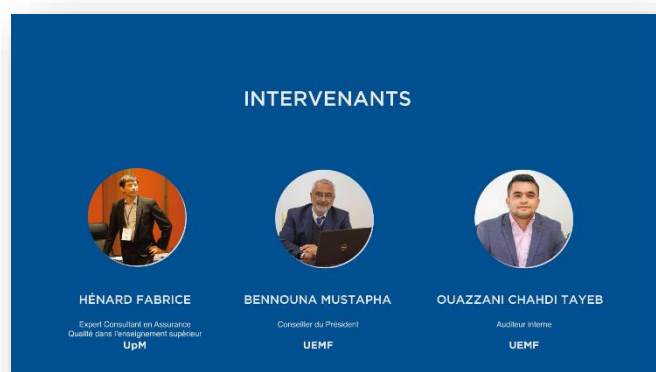 INTERVENANTS
HÉNARD FABRICE
Expert Consultant en Assurance
Qualité dans l'enseignement supérieur
UpM
BENNOUNA MUSTAPHA
Conseiller du Président
UEMF
OUAZZANI CHAHDI TAYEB
Auditeur interne
UEMF